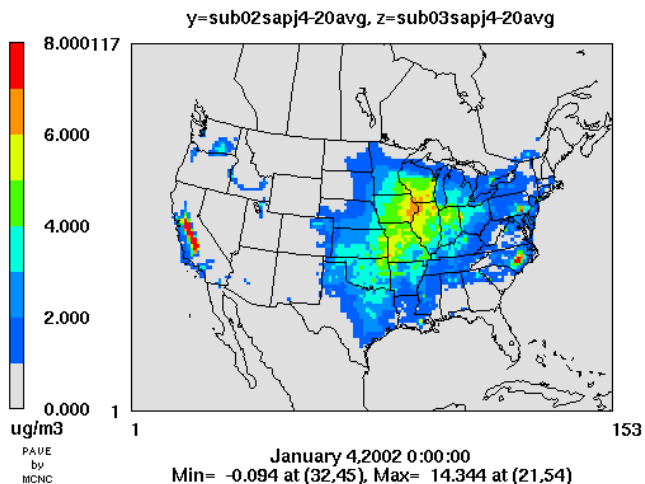 y=sub02sapj4-20avg, z=sub03sapj4-20avg
8.000
117
6.000
4.000
2.000
0.000
1
ug/m3
1
153
PAVE
by
MCNC
January 4,2002 0:00:00
Min= -0.094 at (32,45), Max= 14.344 at (21,54)